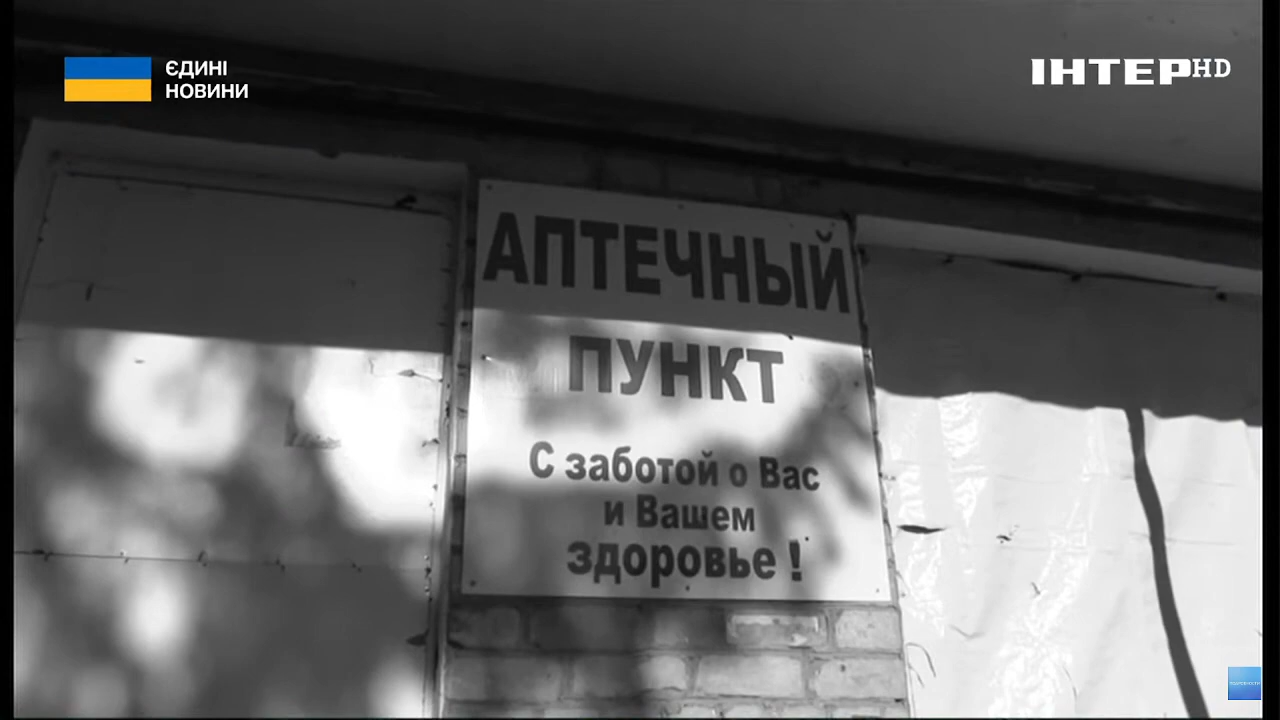 ЄДИНІ
НОВИНИ
ІНТЕРHD
АПТЕЧНЫЙ
ПУНКТ
С заботой о Вас
и Вашем
здоровье !